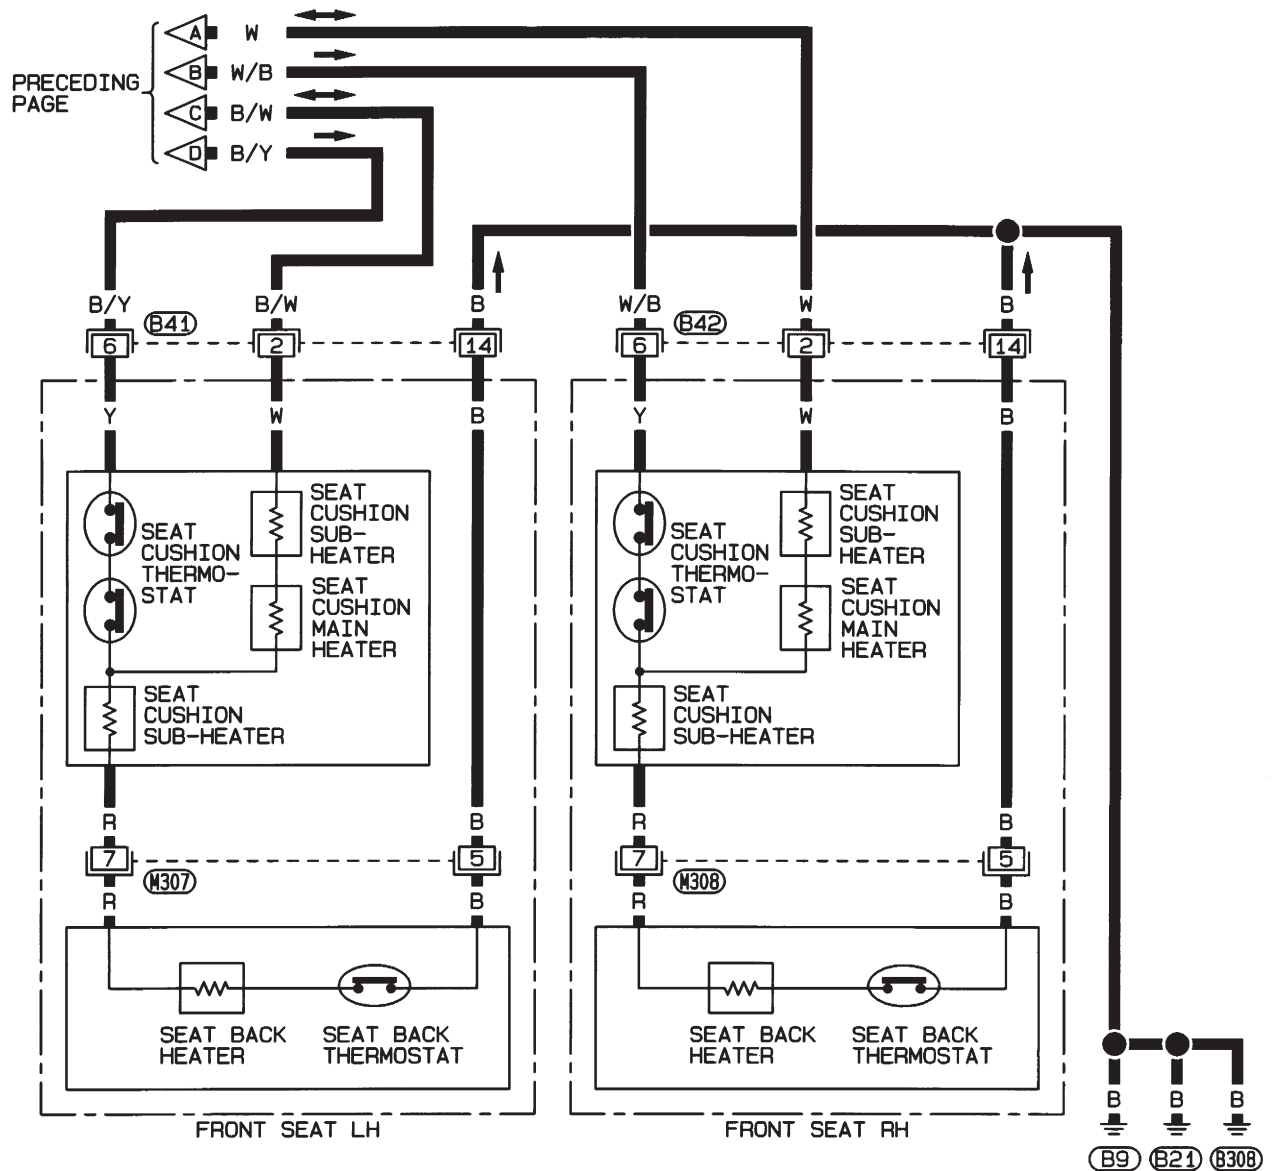 PRECEDING
PAGE
A W
B W/B
C B/W
D B/Y
B/Y B/W B W/B W B
B41 B42
6 2 14 6 2 14
Y W B Y W B
SEAT
CUSHION
SUB-
HEATER
SEAT
CUSHION
THERMO-
STAT
SEAT
CUSHION
MAIN
HEATER
SEAT
CUSHION
SUB-HEATER
SEAT
CUSHION
SUB-
HEATER
SEAT
CUSHION
THERMO-
STAT
SEAT
CUSHION
MAIN
HEATER
SEAT
CUSHION
SUB-HEATER
R B R B
7 5 7 5
M307 M308
R B R B
SEAT BACK
HEATER
SEAT BACK
THERMOSTAT
SEAT BACK
HEATER
SEAT BACK
THERMOSTAT
FRONT SEAT LH
FRONT SEAT RH
B B B
B9 B21 B308